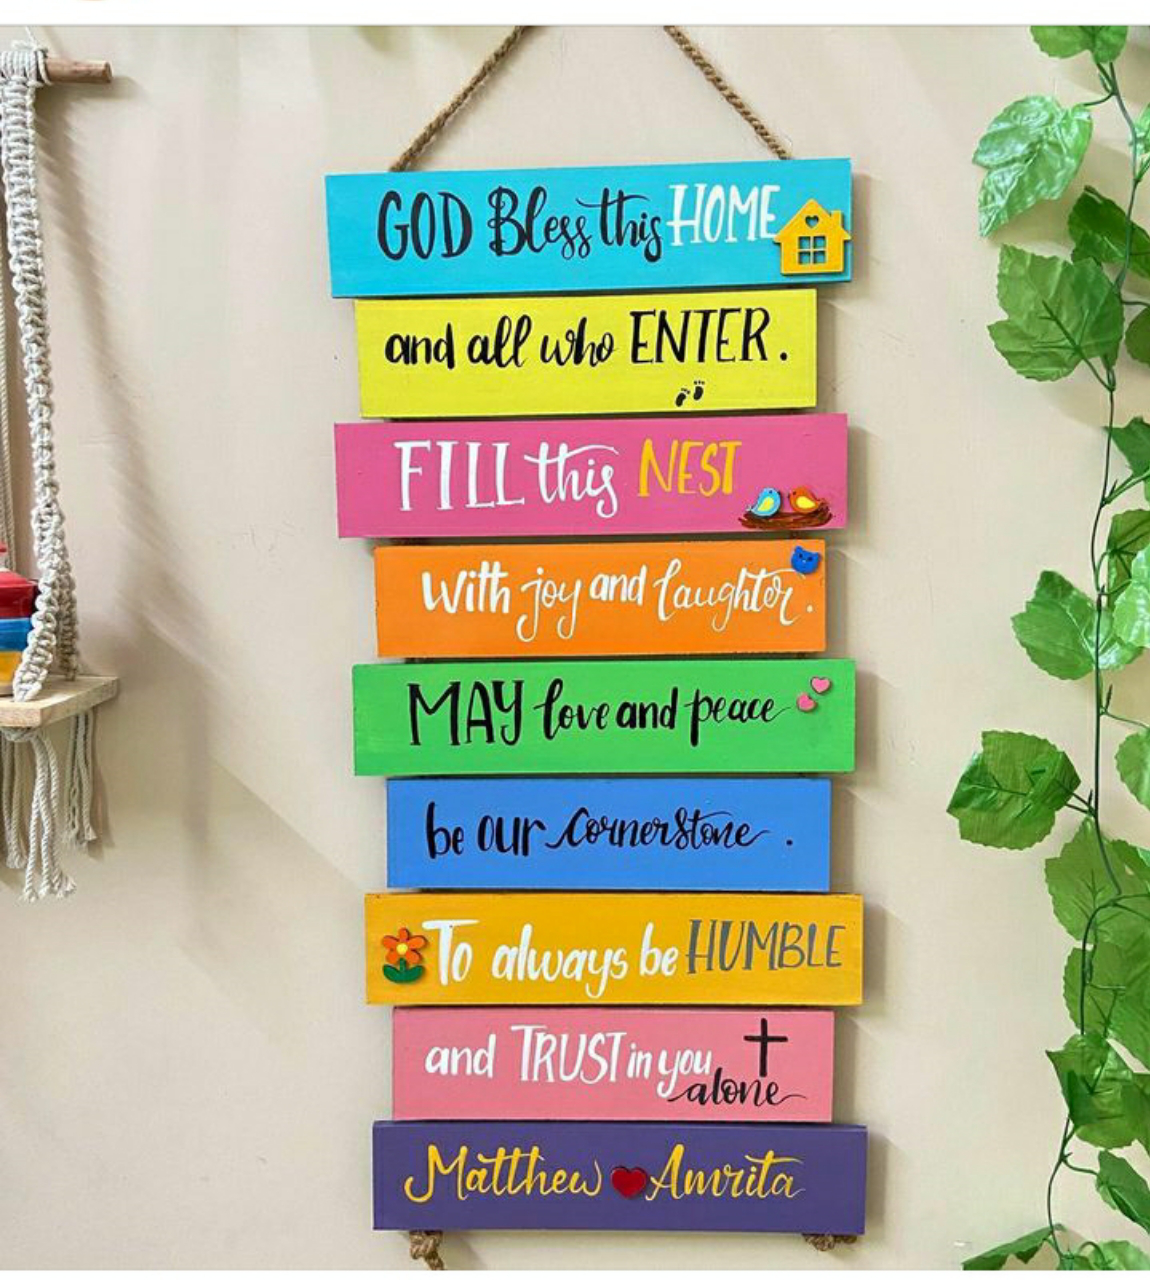 GOD Bless this HOME
and all who ENTER.
FILL this NEST
with joy and laughter.
MAY love and peace
be our cornerstone.
To always be HUMBLE
and TRUST in you
alone
Matthew Amrita